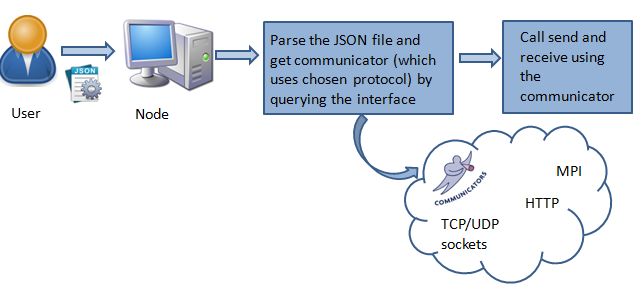 JSON
User
Node
Parse the JSON file and
get communicator (which
uses chosen protocol) by
querying the interface
Call send and
receive using
the
communicator
COMMUNICATORS
MPI
HTTP
TCP/UDP
sockets